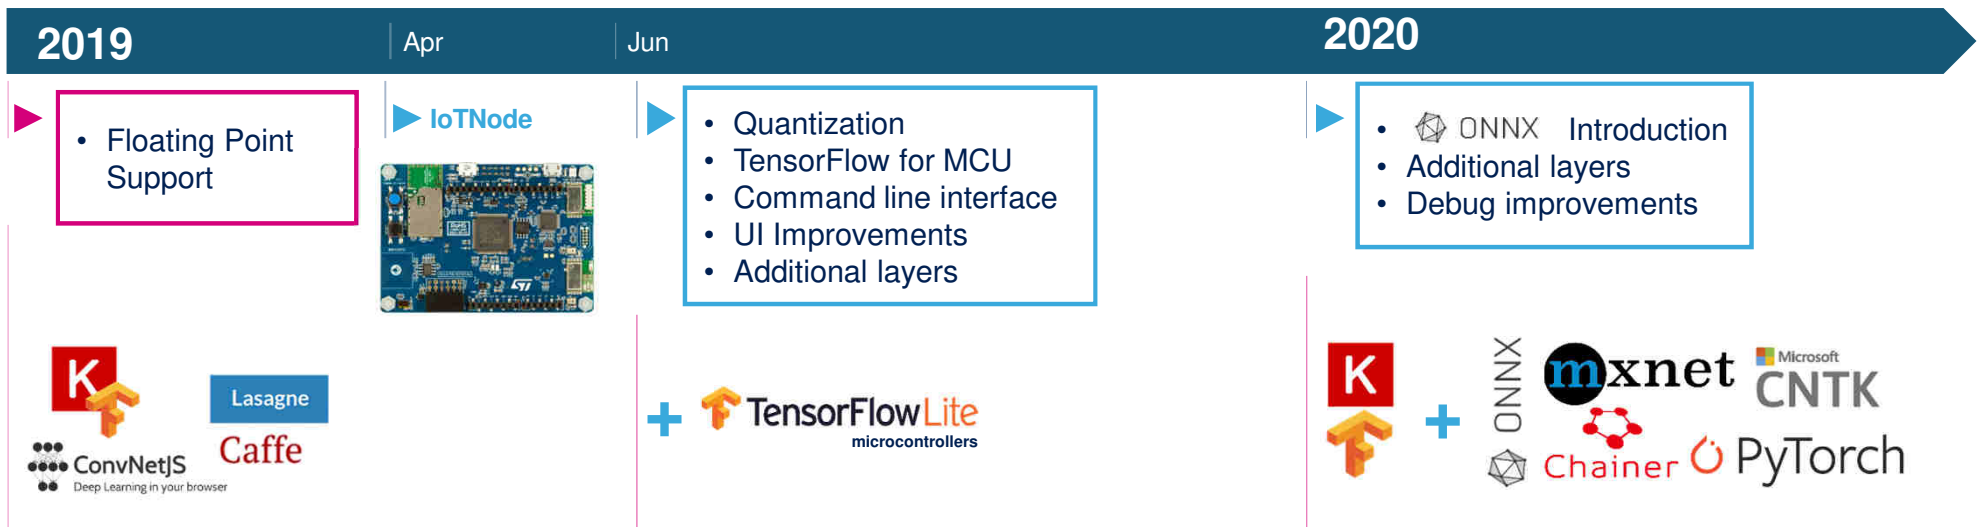 2019
Apr
Jun
2020
• Floating Point
Support
IoTNode
• Quantization
• TensorFlow for MCU
• Command line interface
• UI Improvements
• Additional layers
• ONNX Introduction
• Additional layers
• Debug improvements
K
Lasagne
Caffe
ConvNetJS
Deep Learning in your browser
+
TensorFlow Lite
microcontrollers
K
+
ONNX
mxnet
Microsoft
CNTK
Chainer
PyTorch